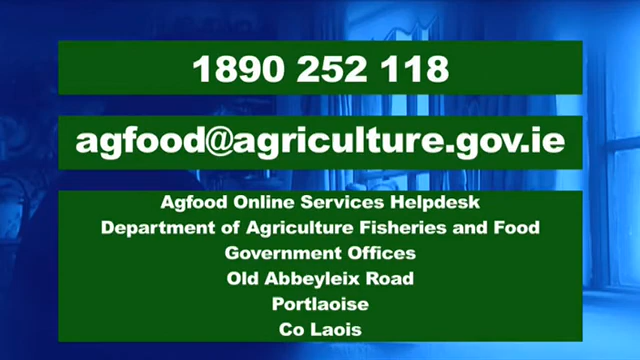 1890 252 118
agfood@agriculture.gov.ie
Agfood Online Services Helpdesk
Department of Agriculture Fisheries and Food
Government Offices
Old Abbeyleix Road
Portlaoise
Co Laois